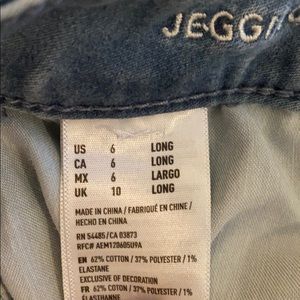 JEGGI
US 6 LONG
CA 6 LONG
MX 6 LARGO
UK 10 LONG
MADE IN CHINA / FABRIQUÉ EN CHINE /
HECHO EN CHINA
RN 54485/CA 03873
RFC# AEM120605U9A
EN 62% COTTON / 37% POLYESTER / 1%
ELASTANE
EXCLUSIVE OF DECORATION
FR 62% COTON / 37% POLYESTER / 1%
ÉLASTHANNE